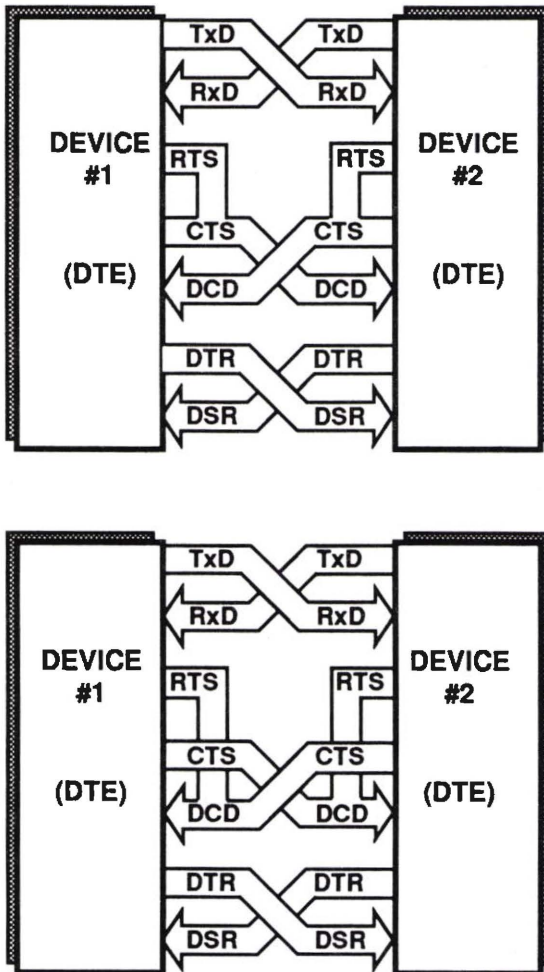 TxD TxD
RxD RxD
DEVICE
#1
(DTE)
RTS RTS
DEVICE
#2
(DTE)
CTS CTS
DCD DCD
DTR DTR
DSR DSR
TxD TxD
RxD RxD
DEVICE
#1
(DTE)
RTS RTS
DEVICE
#2
(DTE)
CTS CTS
DCD DCD
DTR DTR
DSR DSR